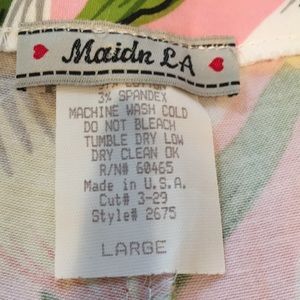 Maidn LA
3% SPANDEX
MACHINE WASH COLD
DO NOT BLEACH
TUMBLE DRY LOW
DRY CLEAN OK
R/N# 60465
Made in U.S.A.
Cut# 3-29
Style# 2675
LARGE